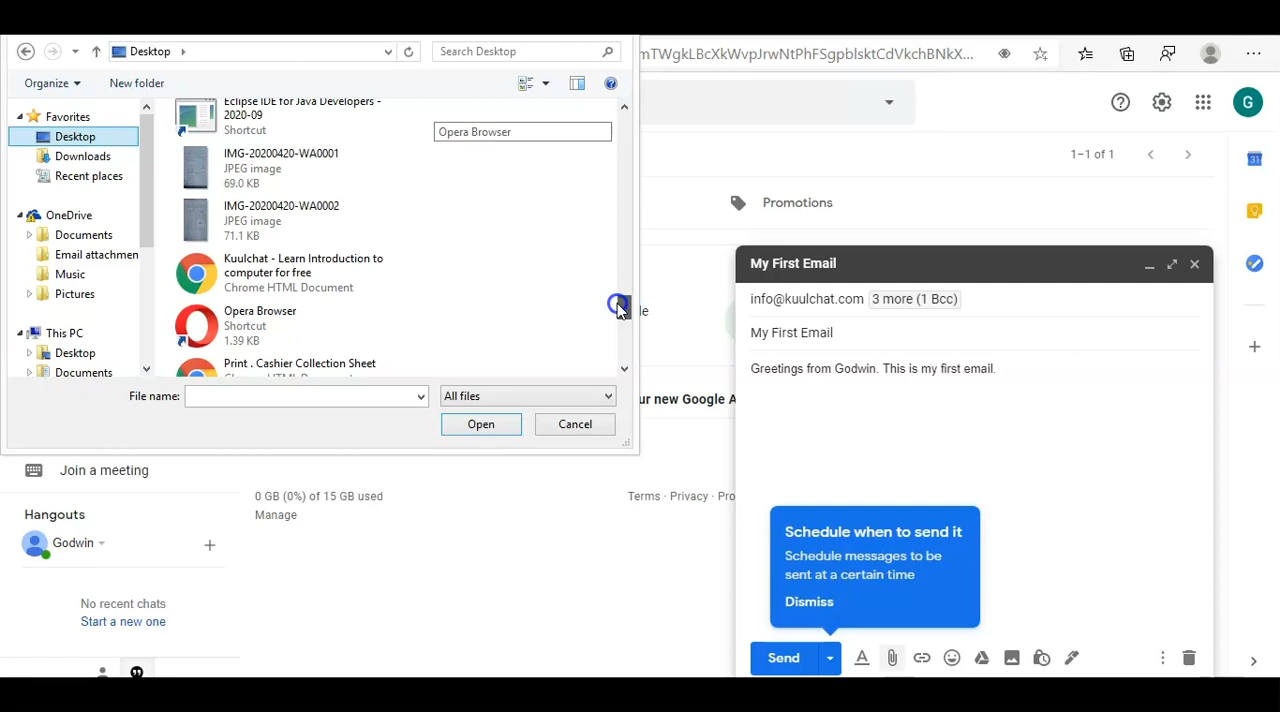 Desktop
Search Desktop
mTWgkLBcXkWvpJrwNtPhFSgpblsktCdVkchBNkX...
Organize
New folder
Favorites
Desktop
Downloads
Recent places
OneDrive
Documents
Email attachmen
Music
Pictures
This PC
Desktop
Documents
Eclipse IDE for Java Developers -
2020-09
Shortcut
Opera Browser
IMG-20200420-WA0001
JPEG image
69.0 KB
IMG-20200420-WA0002
JPEG image
71.1 KB
Kuulchat - Learn Introduction to
computer for free
Chrome HTML Document
Opera Browser
Shortcut
1.39 KB
Print . Cashier Collection Sheet
File name:
All files
Open
Cancel
G
1–1 of 1
31
Promotions
le
ur new Google A
My First Email
info@kuulchat.com 3 more (1 Bcc)
My First Email
Greetings from Godwin. This is my first email.
Join a meeting
Hangouts
Godwin
No recent chats
Start a new one
0 GB (0%) of 15 GB used
Manage
Terms · Privacy · Pro
Schedule when to send it
Schedule messages to be
sent at a certain time
Dismiss
Send